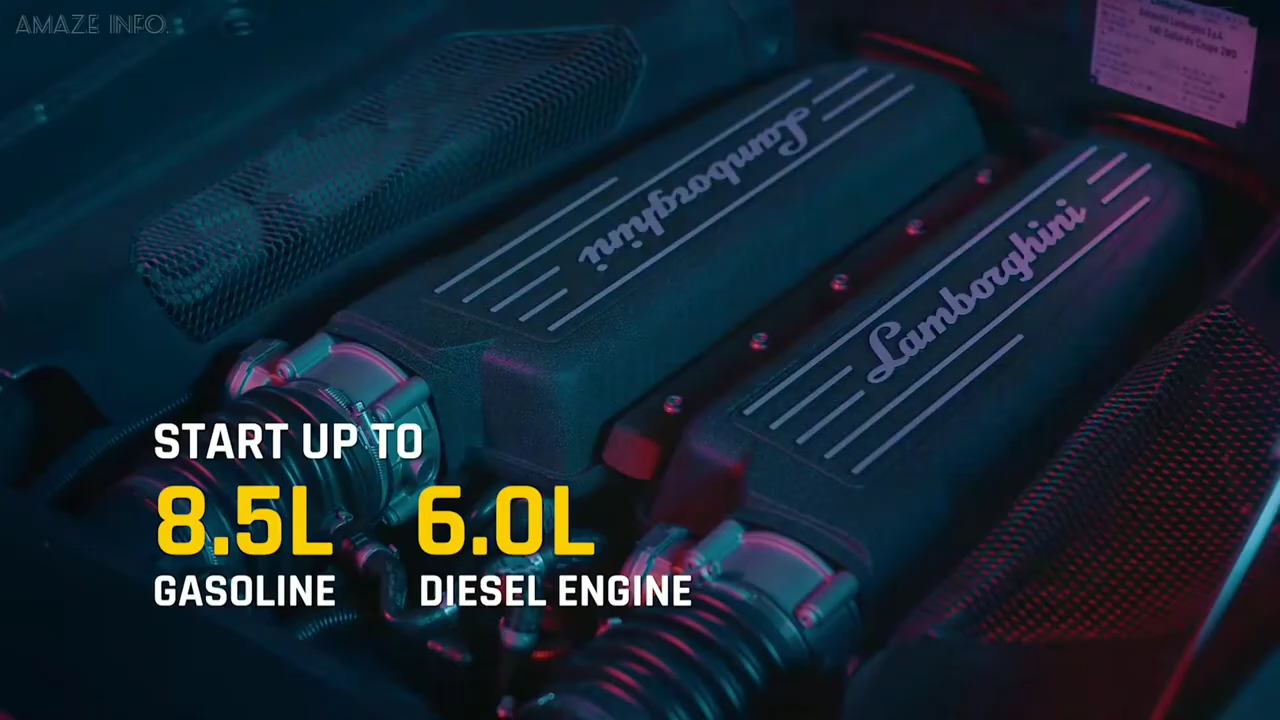 AMAZE INFO.
Lamborghini
Lamborghini
START UP TO
8.5L 6.0L
GASOLINE DIESEL ENGINE